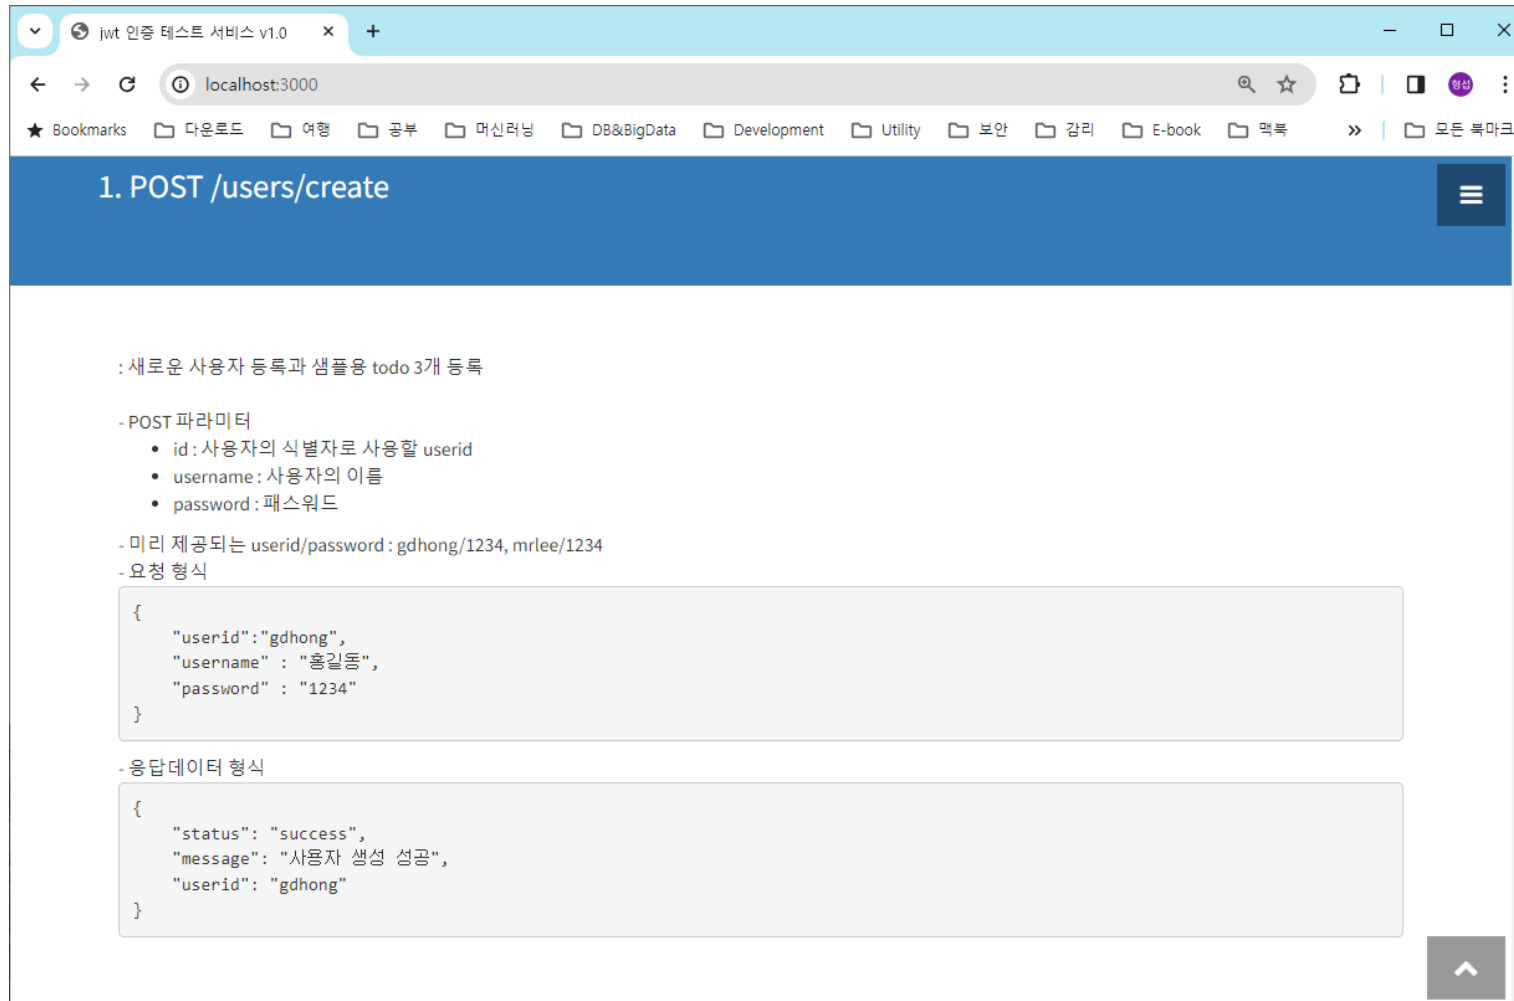 jwt 인증 테스트 서비스 v1.0
localhost:3000
형섭
Bookmarks 다운로드 여행 공부 머신러닝 DB&BigData Development Utility 보안 감리 E-book 맥북 » 모든 북마크
1. POST /users/create
: 새로운 사용자 등록과 샘플용 todo 3개 등록
- POST 파라미터
• id : 사용자의 식별자로 사용할 userid
• username : 사용자의 이름
• password : 패스워드
- 미리 제공되는 userid/password : gdhong/1234, mrlee/1234
- 요청 형식
{
"userid":"gdhong",
"username" : "홍길동",
"password" : "1234"
}
- 응답데이터 형식
{
"status": "success",
"message": "사용자 생성 성공",
"userid": "gdhong"
}